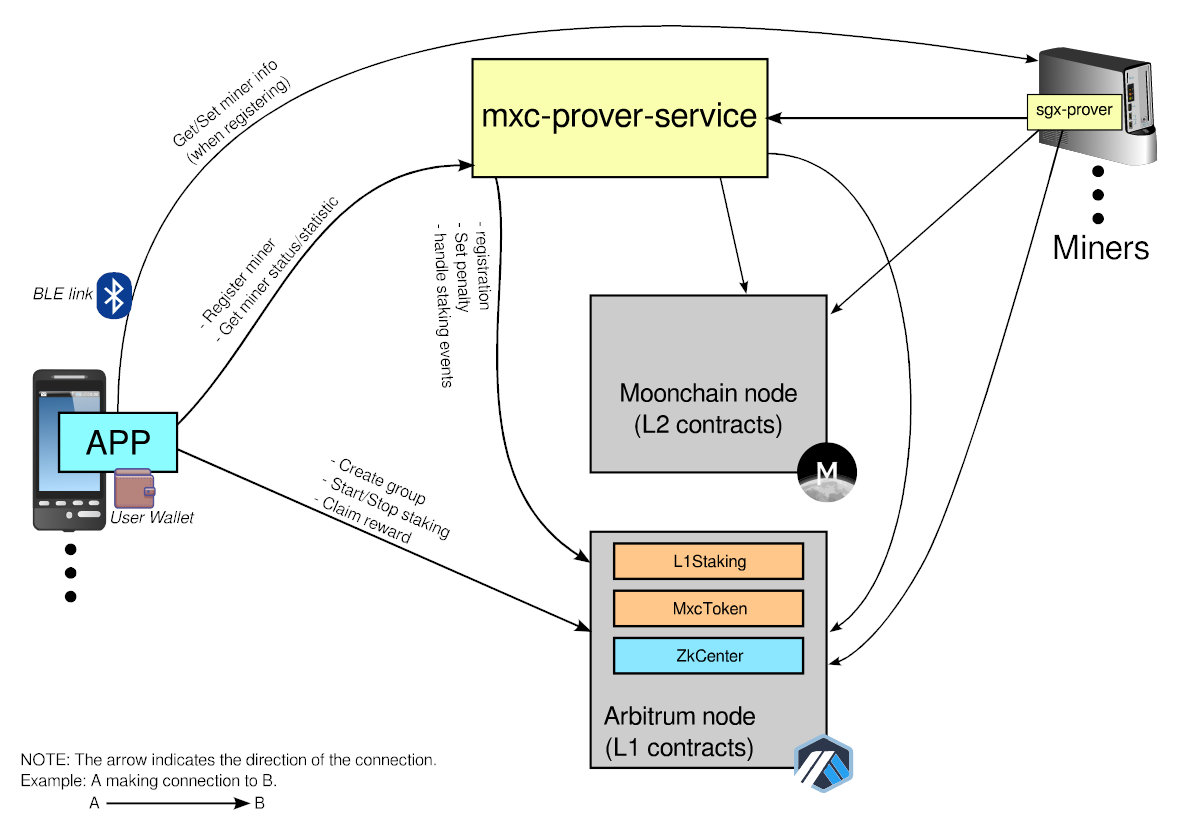 Get/Set miner info
(when registering)
mxc-prover-service
sgx-prover
Miners
- Register miner
- Get miner status/statistic
- registration
- Set penalty
- handle staking events
BLE link
Moonchain node
(L2 contracts)
M
APP
User Wallet
- Create group
- Start/Stop staking
- Claim reward
L1Staking
MxcToken
ZkCenter
Arbitrum node
(L1 contracts)
NOTE: The arrow indicates the direction of the connection.
Example: A making connection to B.
A B